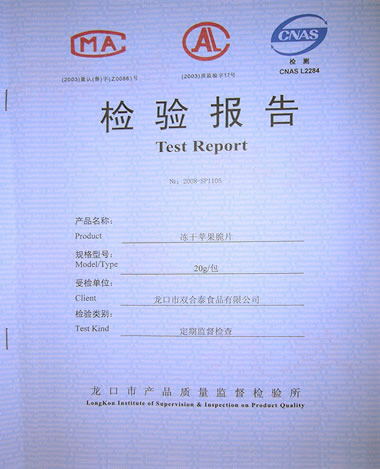 MA
CAL
CNAS
检 测
CNAS L2284
检 验 报 告
Test Report
No: 2008-SP1105
产品名称:
Product
冻干苹果脆片
规格型号:
Model/Type
20g/包
受检单位:
Client
龙口市双合泰食品有限公司
检验类别:
Test Kind
定期监督检查
龙口市产品质量监督检验所
LongKou Institute of Supervision & Inspection on Product Quality